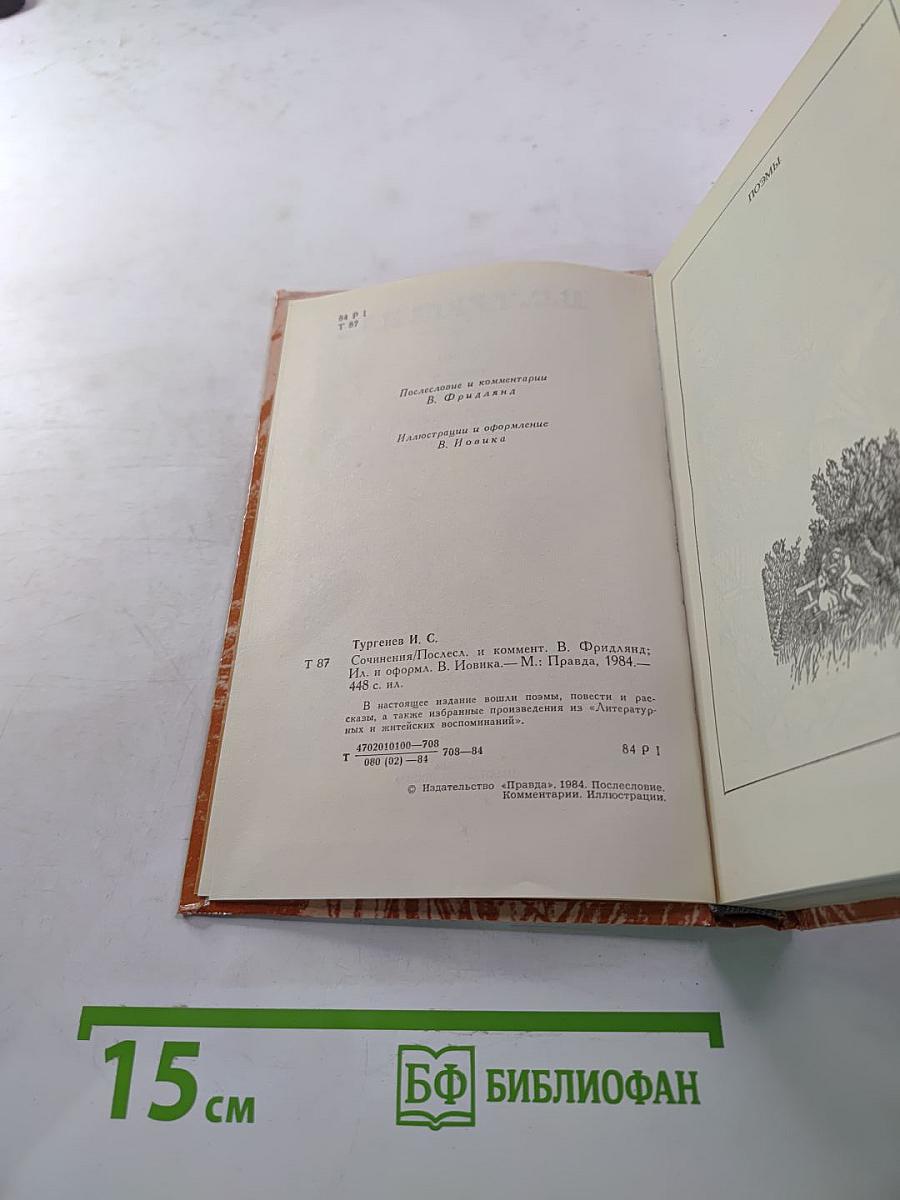 84 Р 1
Т 87
Послесловие и комментарии
В. Фридлянд
Иллюстрации и оформление
В. Иовика
Тургенев И. С.
Т 87
Сочинения/Послесл. и коммент. В. Фридлянд;
Ил. и оформл. В. Иовика.— М.: Правда, 1984.—
448 с. ил.
В настоящее издание вошли поэмы, повести и рас-
сказы, а также избранные произведения из «Литератур-
ных и житейских воспоминаний».
Т 4702010100—708 708—84 84 Р 1
080 (02) —84
© Издательство «Правда», 1984. Послесловие.
Комментарии. Иллюстрации.
ПОЭМЫ
15 см
БФ БИБЛИОФАН